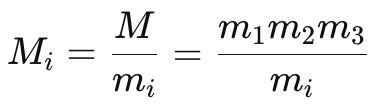 $M_i = \frac{M}{m_i} = \frac{m_1 m_2 m_3}{m_i}$